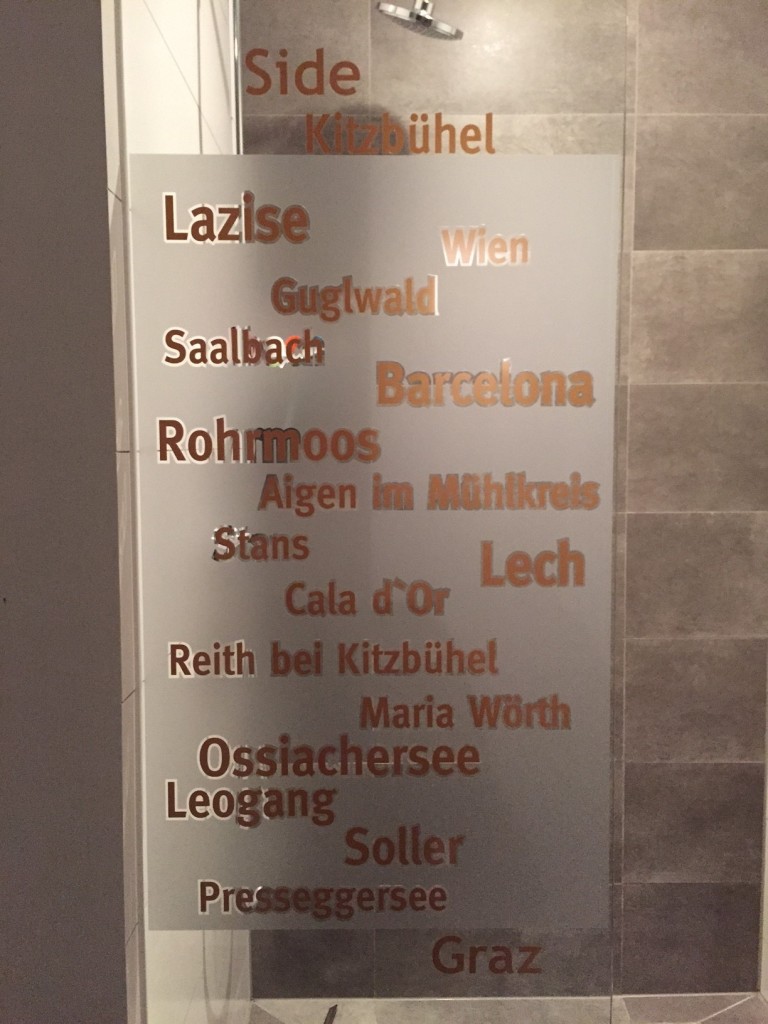 Side
Kitzbühel
Lazise
Wien
Guglwald
Saalbach
Barcelona
Rohrmoos
Aigen im Mühlkreis
Stans
Lech
Cala d`Or
Reith bei Kitzbühel
Maria Wörth
Ossiachersee
Leogang
Soller
Presseggersee
Graz